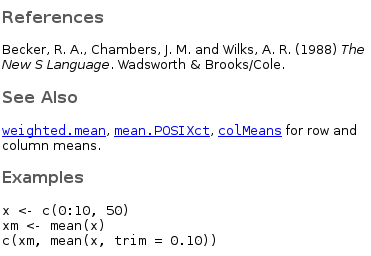 References
Becker, R. A., Chambers, J. M. and Wilks, A. R. (1988) The
New S Language. Wadsworth & Brooks/Cole.
See Also
weighted.mean, mean.POSIXct, colMeans for row and
column means.
Examples
x <- c(0:10, 50)
xm <- mean(x)
c(xm, mean(x, trim = 0.10))